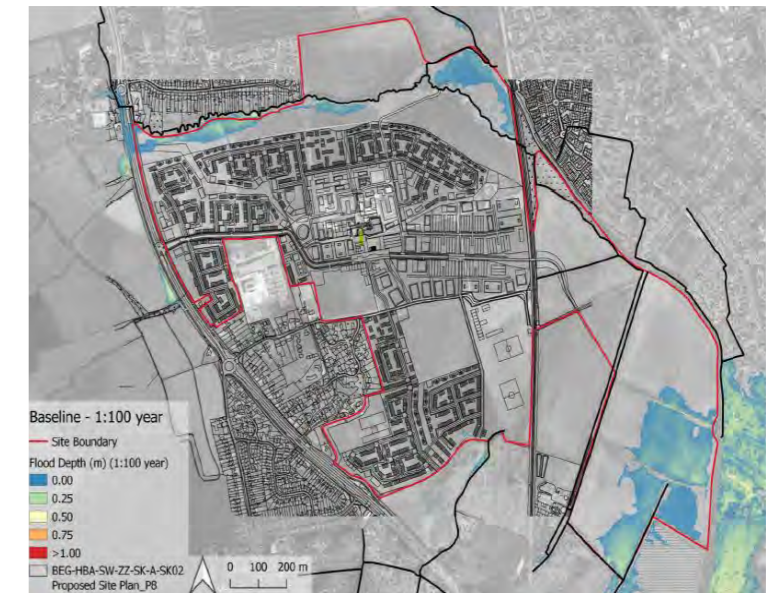 Baseline - 1:100 year
Site Boundary
Flood Depth (m) (1:100 year)
0.00
0.25
0.50
0.75
>1.00
BEG-HBA-SW-ZZ-SK-A-SK02
Proposed Site Plan_P8
0 100 200 m